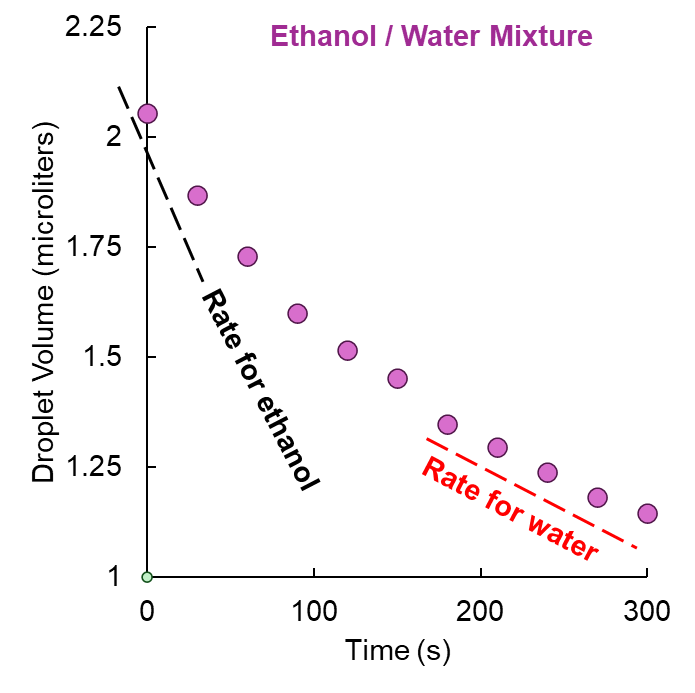 Ethanol / Water Mixture
2.25
2
1.75
1.5
1.25
1
Droplet Volume (microliters)
Rate for ethanol
Rate for water
0
100
200
300
Time (s)